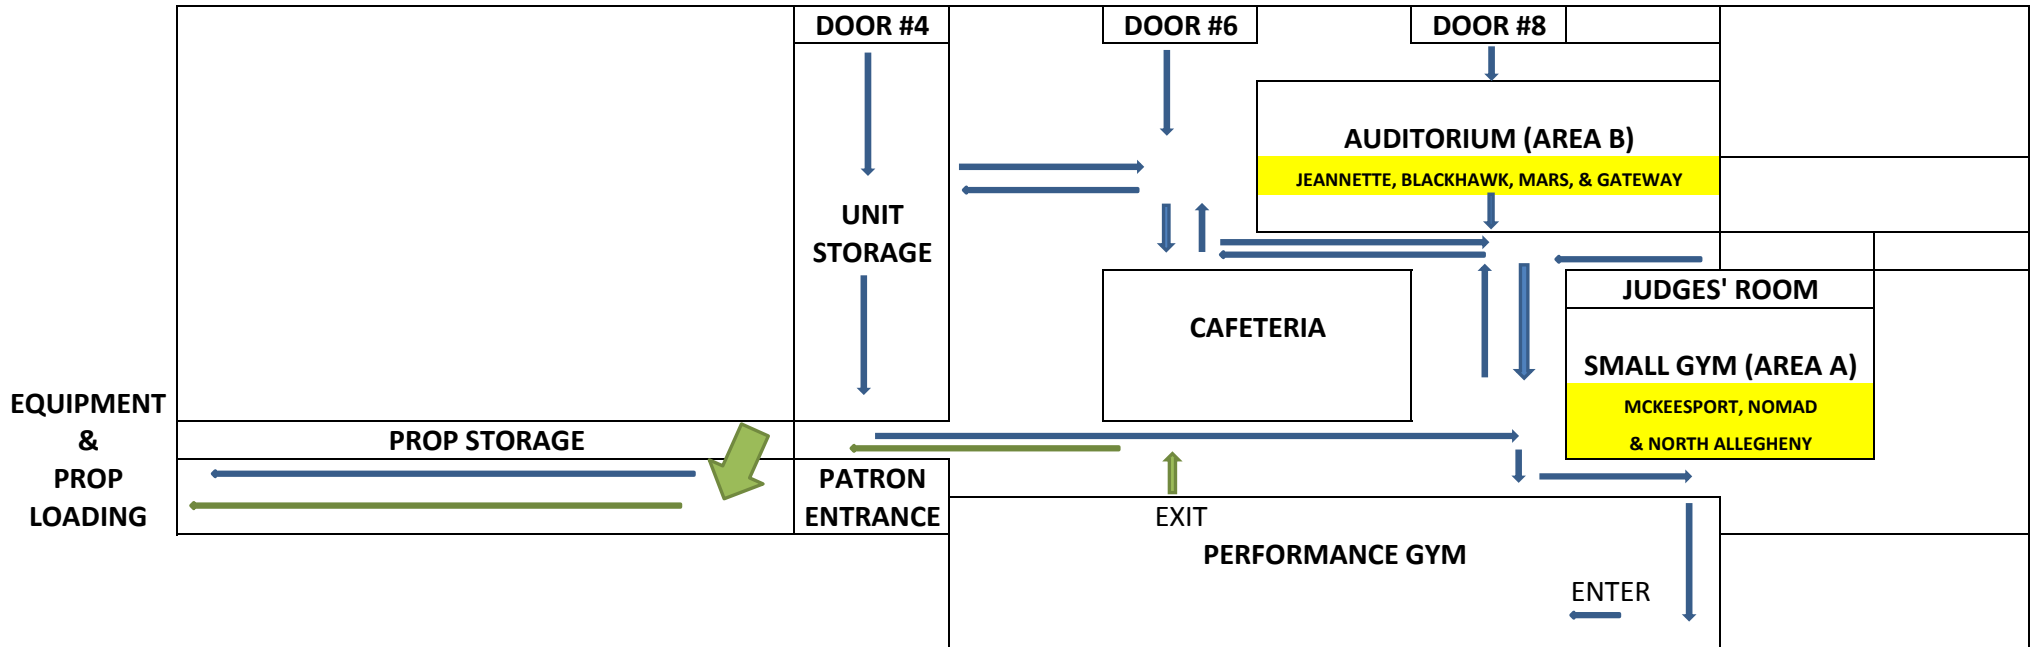 DOOR #4
DOOR #6
DOOR #8
AUDITORIUM (AREA B)
JEANNETTE, BLACKHAWK, MARS, & GATEWAY
UNIT
STORAGE
JUDGES' ROOM
CAFETERIA
SMALL GYM (AREA A)
MCKEESPORT, NOMAD
& NORTH ALLEGHENY
EQUIPMENT
&
PROP
LOADING
PROP STORAGE
PATRON
ENTRANCE
EXIT
PERFORMANCE GYM
ENTER